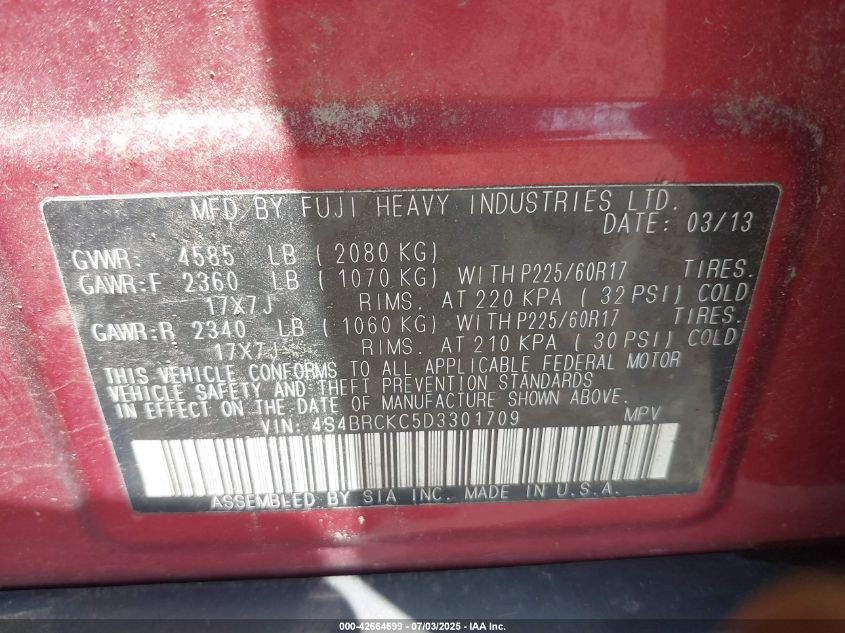 MFD BY FUJI HEAVY INDUSTRIES LTD.
DATE: 03/13
GVWR: 4585 LB ( 2080 KG)
GAWR:F 2360 LB ( 1070 KG) WITH P225/60R17 TIRES.
17X7J RIMS. AT 220 KPA ( 32 PSI) COLD
GAWR:R 2340 LB ( 1060 KG) WITH P225/60R17 TIRES.
17X7J RIMS. AT 210 KPA ( 30 PSI) COLD
THIS VEHICLE CONFORMS TO ALL APPLICABLE FEDERAL MOTOR
VEHICLE SAFETY AND THEFT PREVENTION STANDARDS
IN EFFECT ON THE DATE OF MANUFACTURE SHOWN ABOVE.
VIN: 4S4BRCKC5D3301709 MPV
ASSEMBLED BY SIA INC. MADE IN U.S.A.
000-42664699 - 07/03/2025 - IAA Inc.